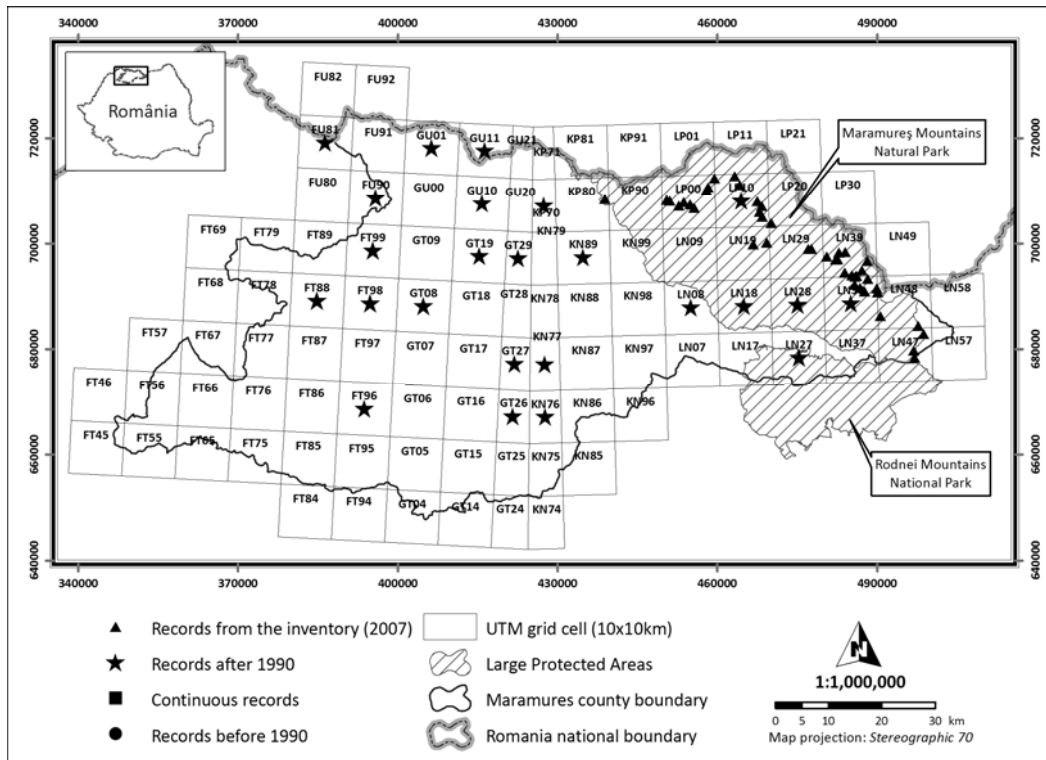 340000 370000 400000 430000 460000 490000
România
FU82 FU92
FU81 FU91 GU01 GU11 GU21 KP71 KP81 KP91 LP01 LP11 LP21
Maramureș Mountains
Natural Park
720000 720000
FU80 FU90 GU00 GU10 GU20 KP70 KP80 KP90 LP00 LP10 LP20 LP30
FT69 FT79 FT89 FT99 GT09 GT19 GT29 KN79 KN89 KN99 LN09 LN19 LN29 LN39 LN49
700000 700000
FT68 FT78 FT88 FT98 GT08 GT18 GT28 KN78 KN88 KN98 LN08 LN18 LN28 LN48 LN58
FT57 FT67 FT77 FT87 FT97 GT07 GT17 GT27 KN77 KN87 KN97 LN07 LN17 LN27 LN37 LN47 LN57
680000 680000
FT46 FT56 FT66 FT76 FT86 FT96 GT06 GT16 GT26 KN76 KN86 KN96
FT45 FT55 FT65 FT75 FT85 FT95 GT05 GT15 GT25 KN75 KN85
660000 660000
Rodnei Mountains
National Park
FT84 FT94 GT04 GT14 GT24 KN74
640000 640000
340000 370000 400000 430000 460000 490000
Records from the inventory (2007)
Records after 1990
Continuous records
Records before 1990
UTM grid cell (10x10km)
Large Protected Areas
Maramures county boundary
Romania national boundary
N
1:1,000,000
0 5 10 20 30 km
Map projection: Stereographic 70